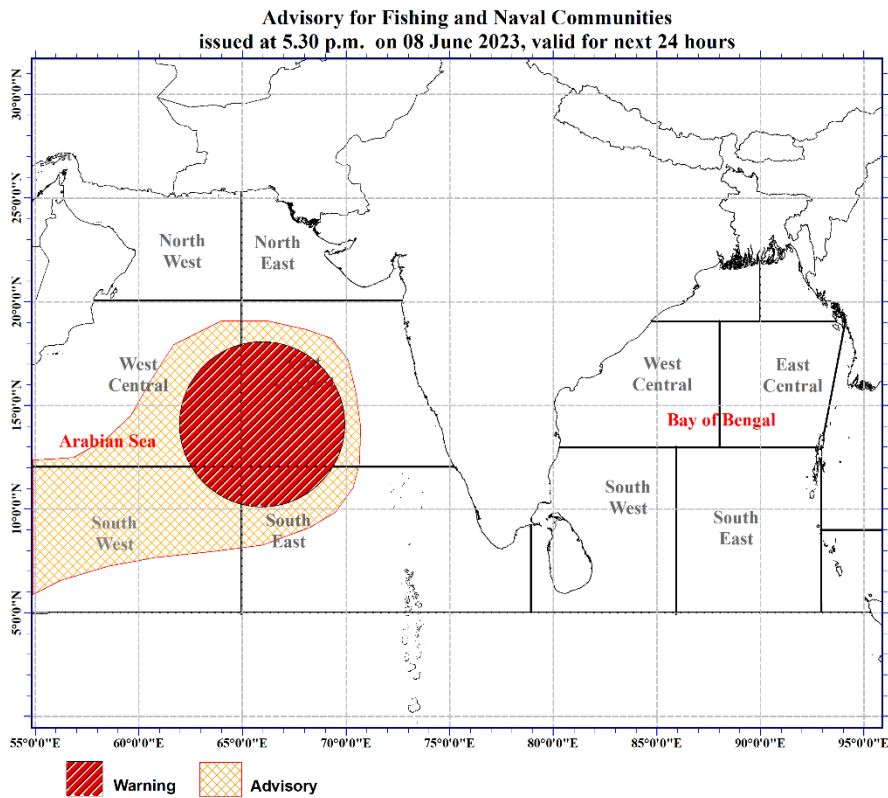 Advisory for Fishing and Naval Communities
issued at 5.30 p.m. on 08 June 2023, valid for next 24 hours
30°0'0"N
25°0'0"N
20°0'0"N
15°0'0"N
10°0'0"N
5°0'0"N
North
West
North
East
West
Central
West
Central
East
Central
Arabian Sea
Bay of Bengal
South
West
South
East
South
West
South
East
55°0'0"E
60°0'0"E
65°0'0"E
70°0'0"E
75°0'0"E
80°0'0"E
85°0'0"E
90°0'0"E
95°0'0"E
Warning
Advisory